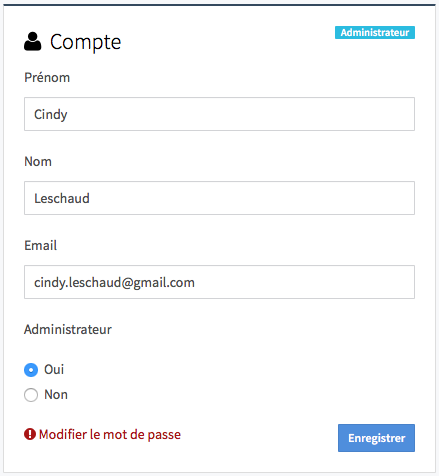 Compte
Administrateur
Prénom
Cindy
Nom
Leschaud
Email
cindy.leschaud@gmail.com
Administrateur
Oui
Non
Modifier le mot de passe
Enregistrer